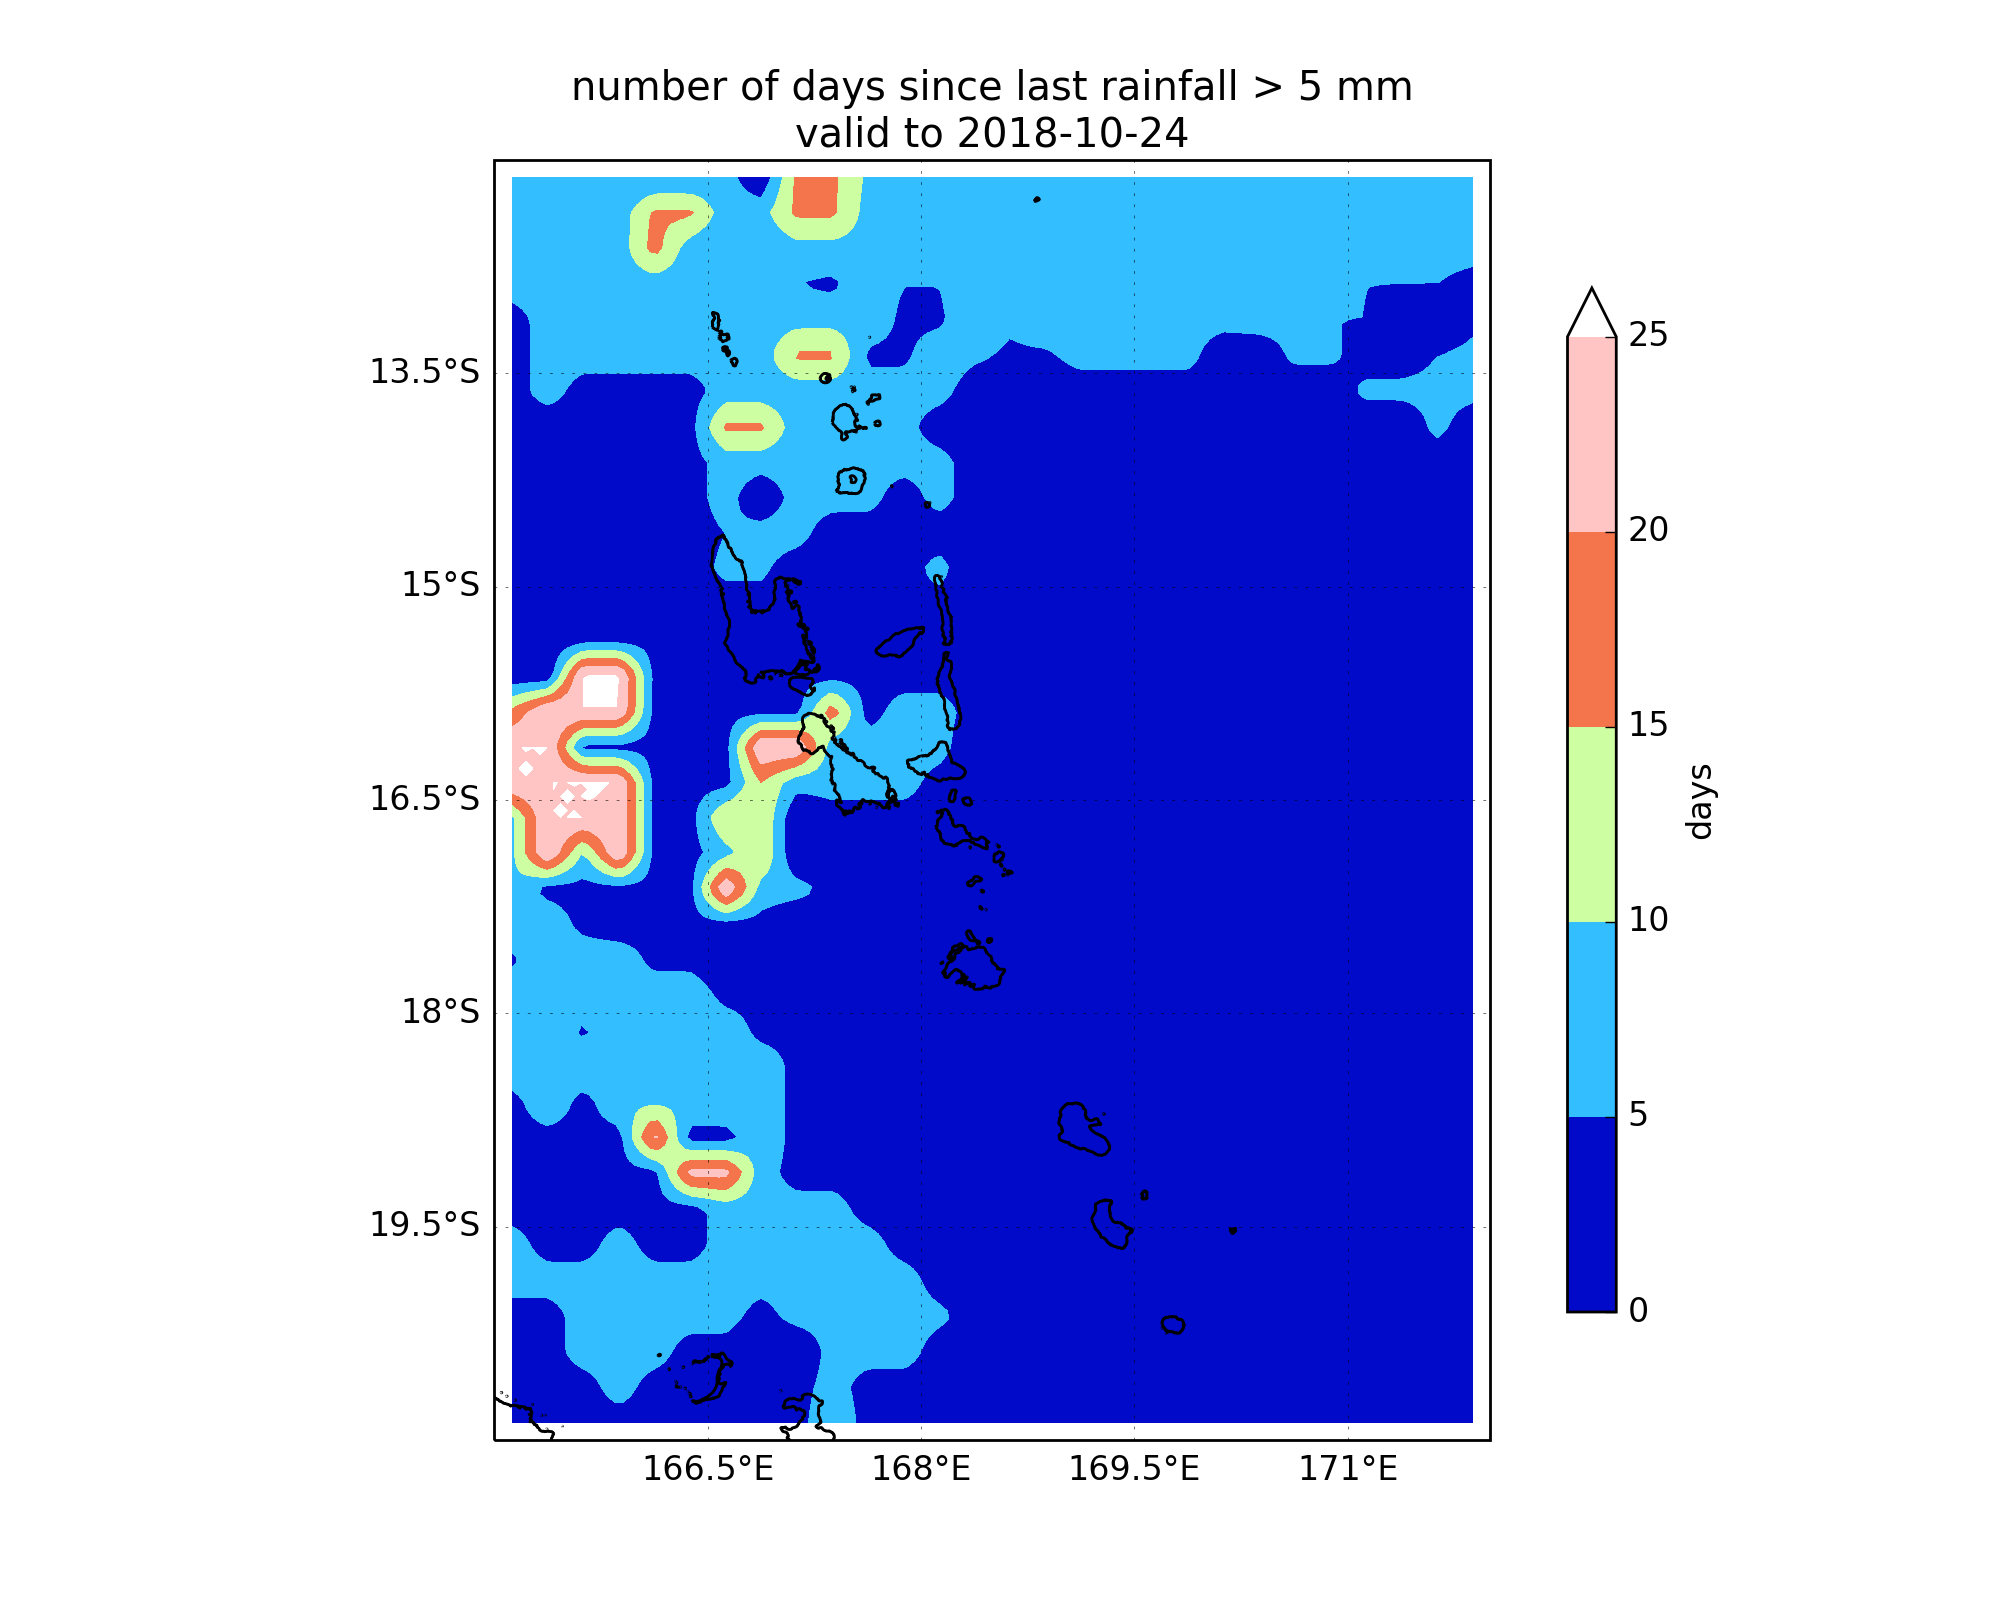 number of days since last rainfall > 5 mm
valid to 2018-10-24
13.5°S
15°S
16.5°S
18°S
19.5°S
166.5°E
168°E
169.5°E
171°E
25
20
15
10
5
0
days